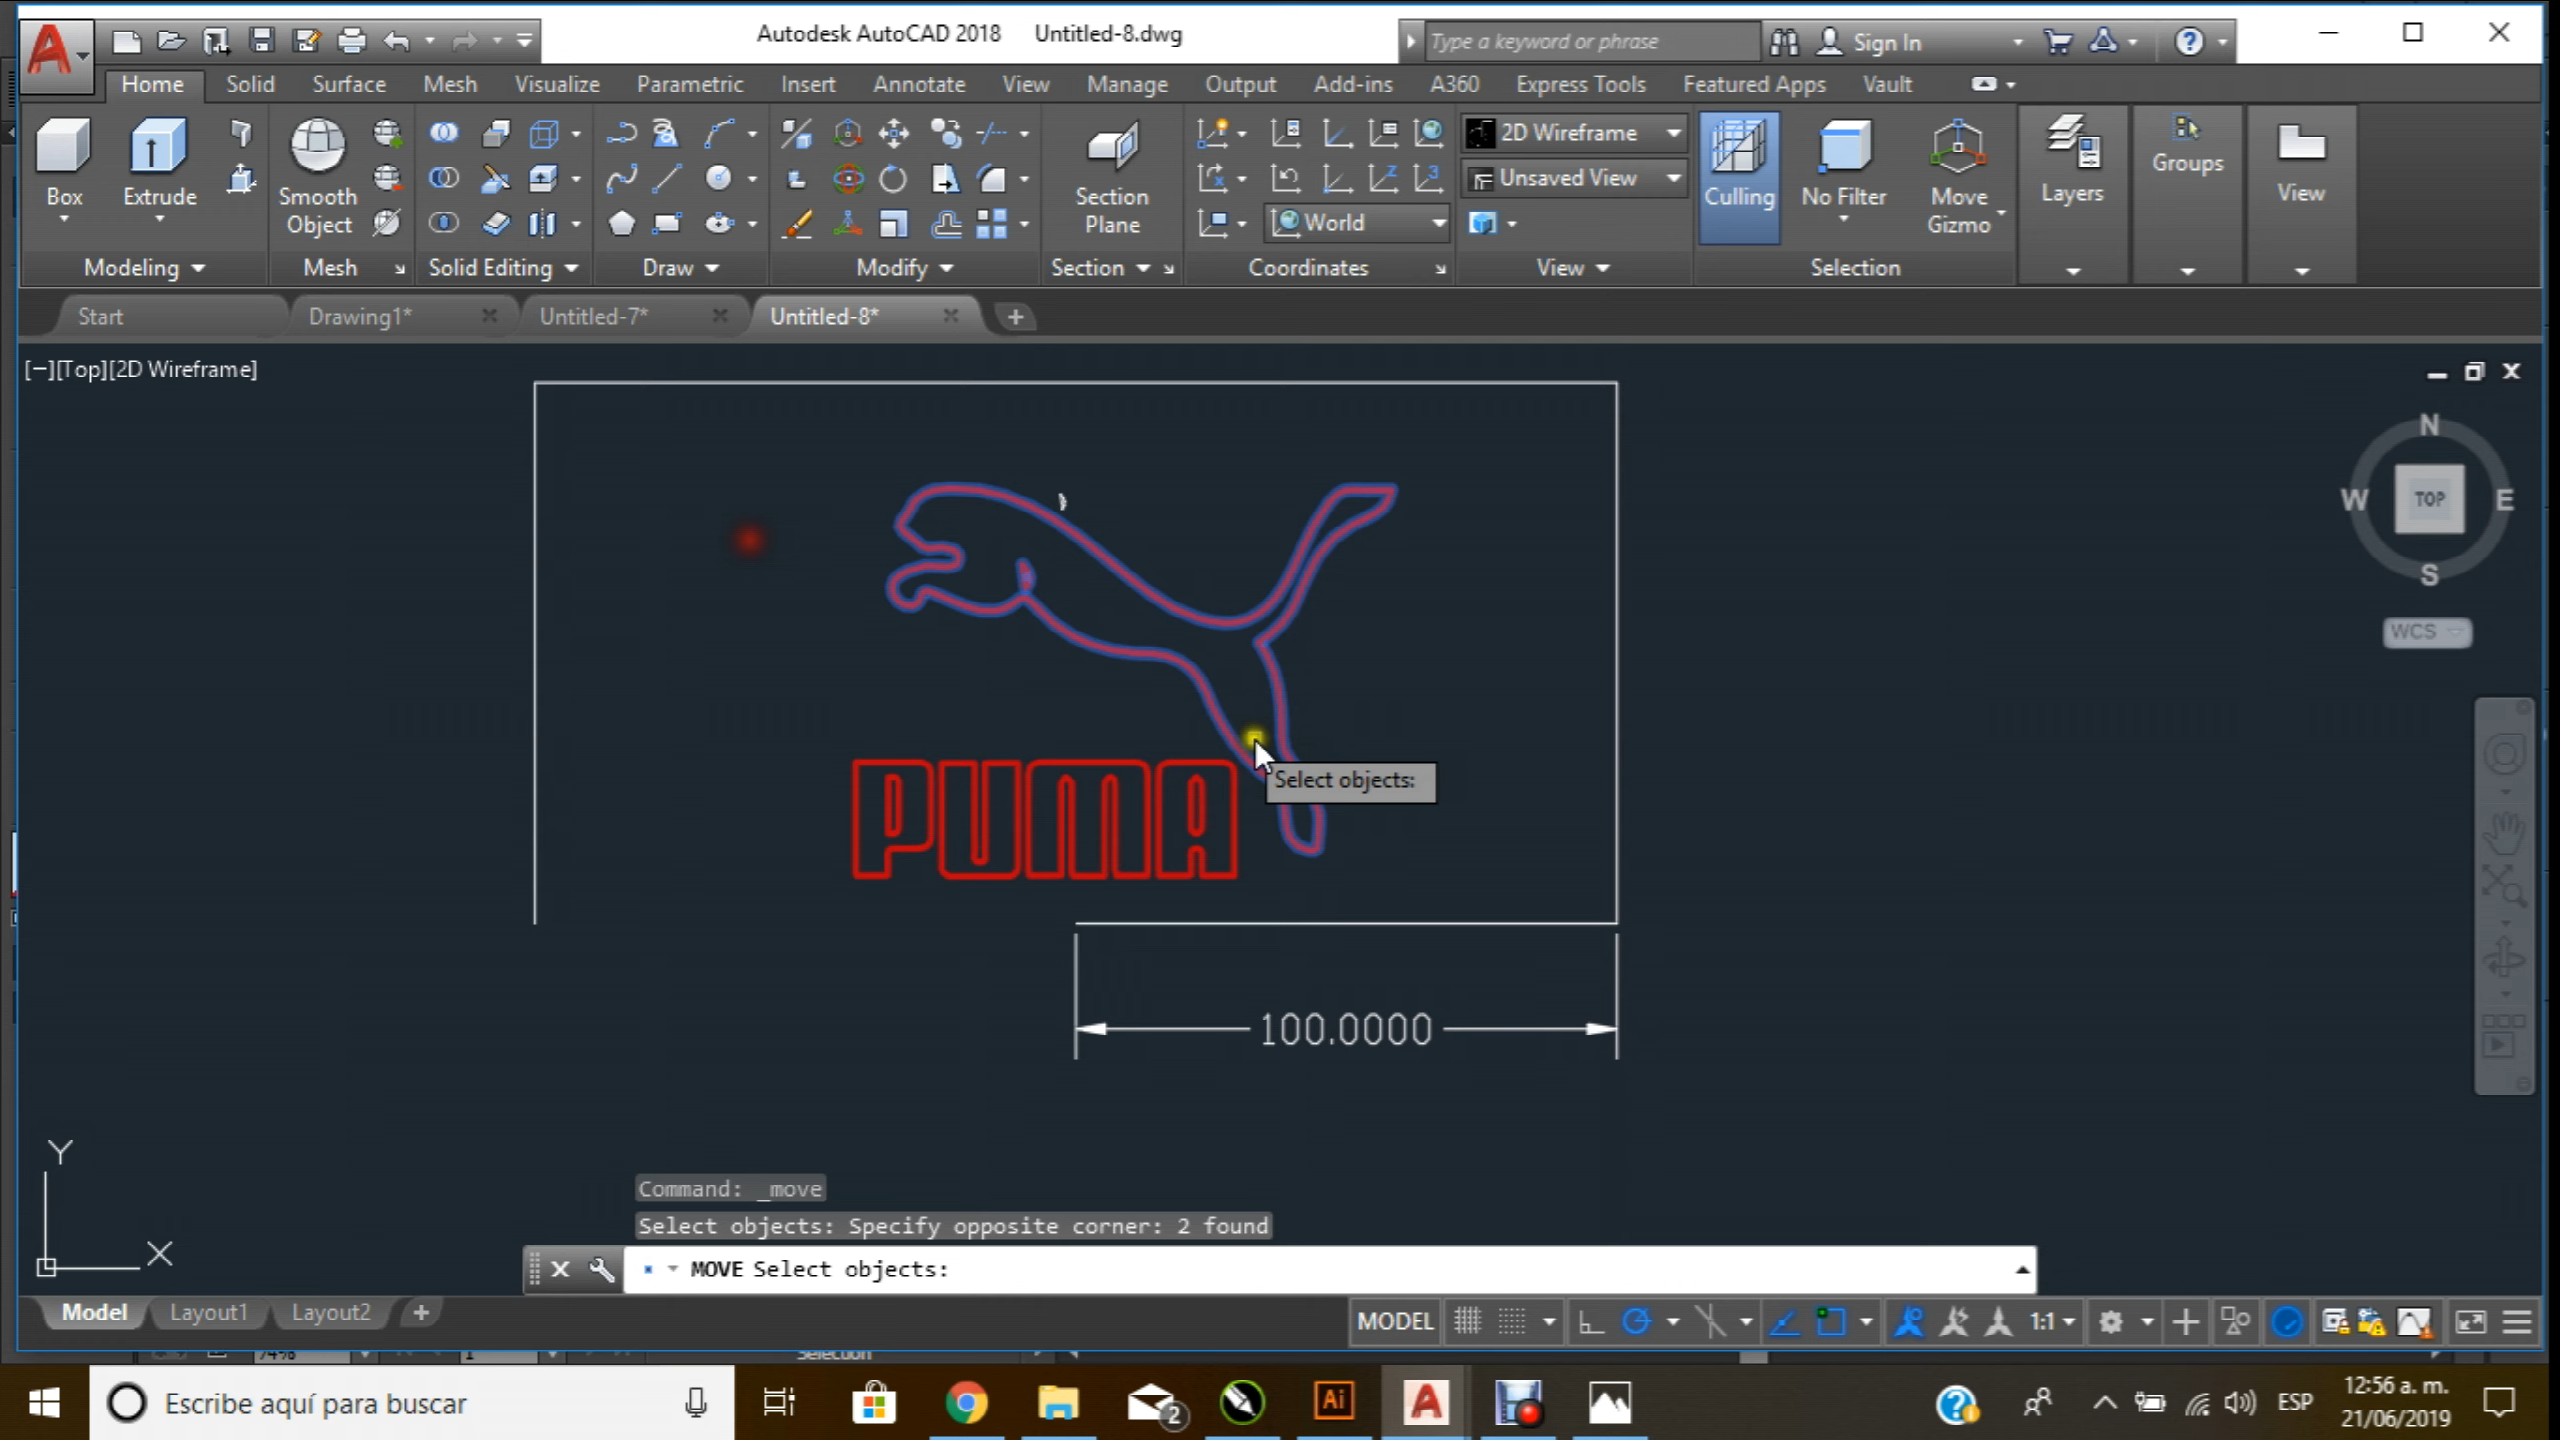 Autodesk AutoCAD 2018 Untitled-8.dwg
Type a keyword or phrase
Sign In
Home Solid Surface Mesh Visualize Parametric Insert Annotate View Manage Output Add-ins A360 Express Tools Featured Apps Vault
Box
Extrude
Smooth
Object
Section
Plane
2D Wireframe
Unsaved View
World
Culling
No Filter
Move
Gizmo
Layers
Groups
View
Modeling Mesh Solid Editing Draw Modify Section Coordinates View Selection
Start Drawing1* Untitled-7* Untitled-8*
[−][Top][2D Wireframe]
N
W TOP E
S
WCS
PUMA
Select objects:
100.0000
Y
X
Command: _move
Select objects: Specify opposite corner: 2 found
MOVE Select objects:
Model Layout1 Layout2
MODEL 1:1
74% 1 Selection
Escribe aquí para buscar
2
Ai
A
ESP
12:56 a. m.
21/06/2019